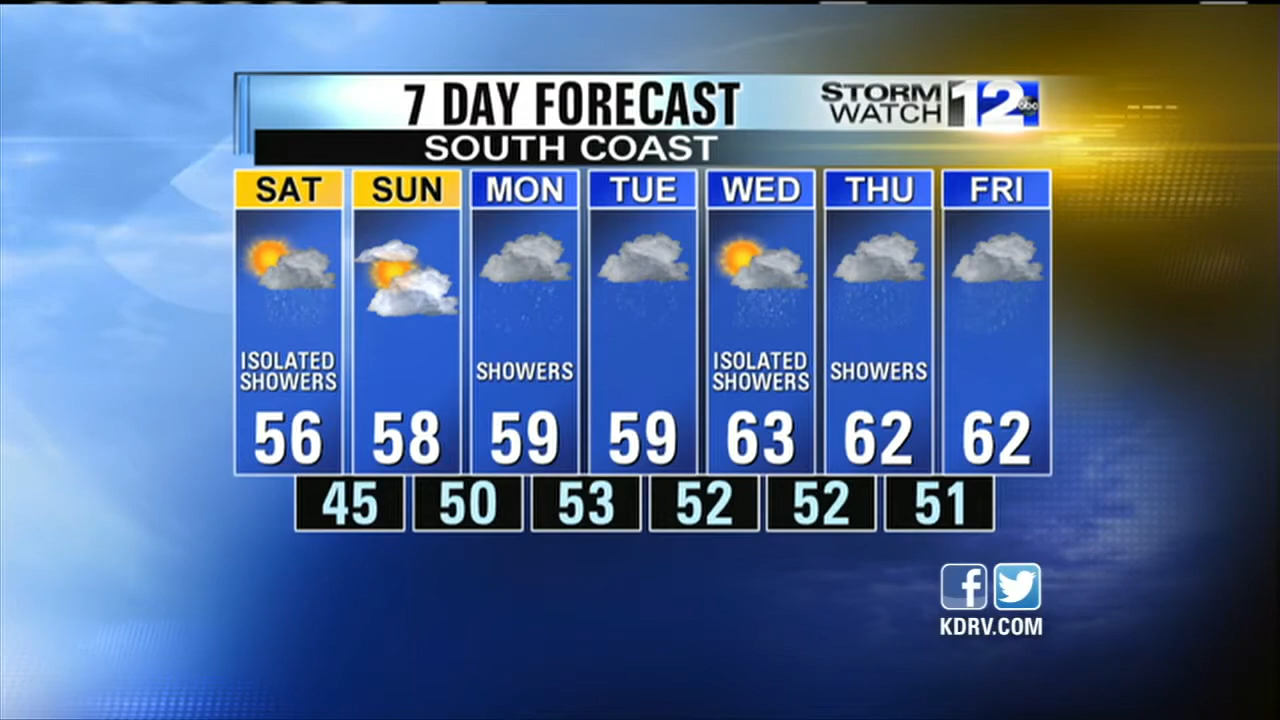 7 DAY FORECAST
STORM
WATCH 12 abc
SOUTH COAST
SAT SUN MON TUE WED THU FRI
ISOLATED
SHOWERS
SHOWERS
ISOLATED
SHOWERS
SHOWERS
56 58 59 59 63 62 62
45 50 53 52 52 51
f
KDRV.COM